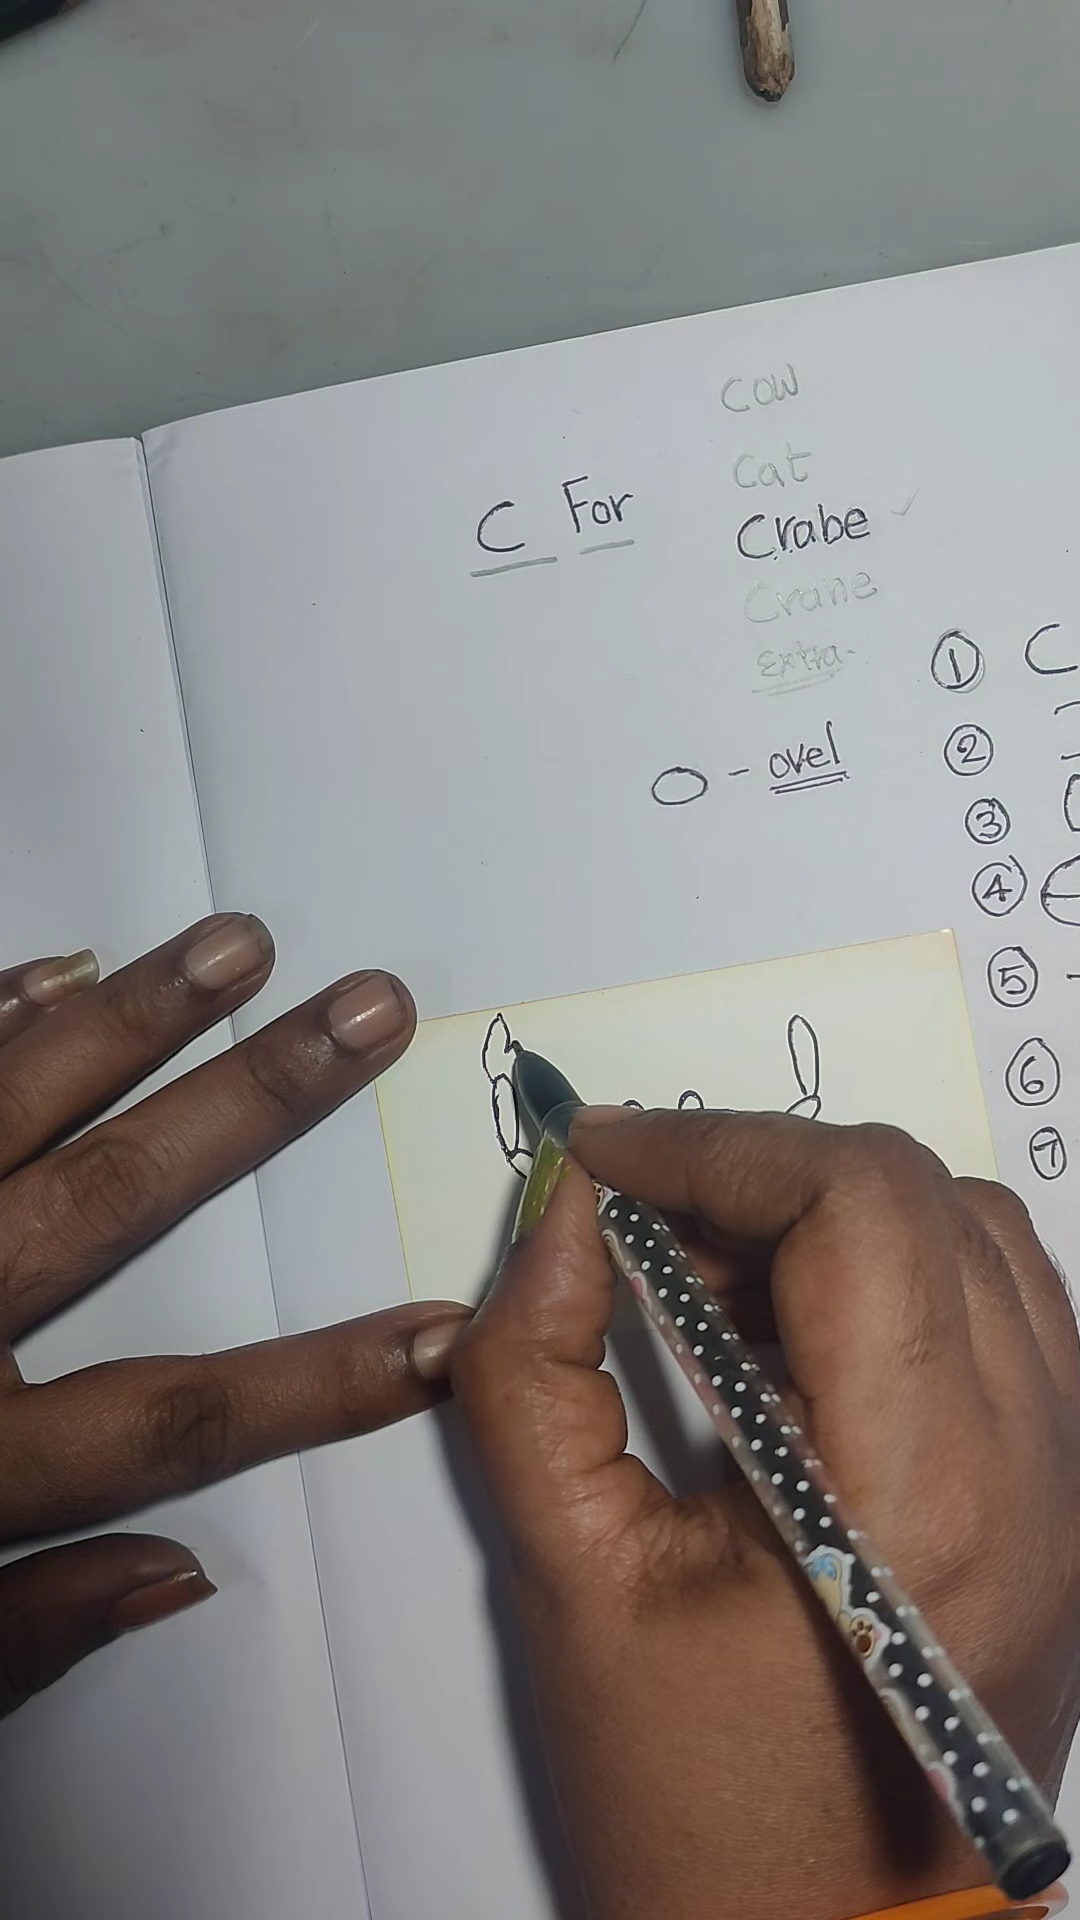 cow
Cat
C For
Crabe
Crane
Extra.
① C
O - ovel
②
③
④
⑤
⑥
⑦